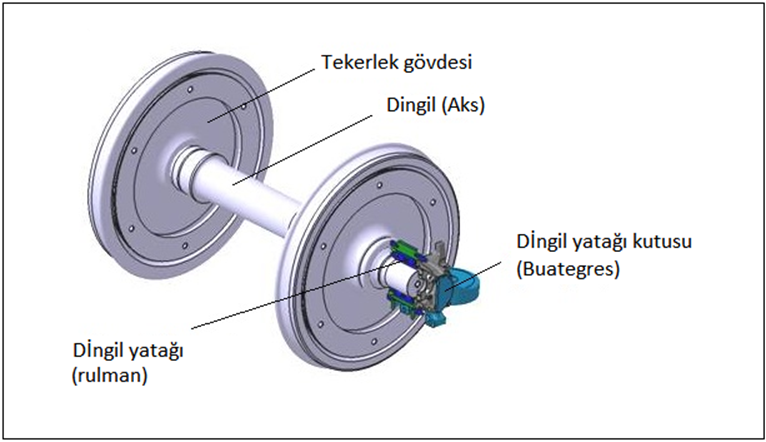 Tekerlek gövdesi
Dingil (Aks)
Dİngil yatağı kutusu
(Buategres)
Dİngil yatağı
(rulman)